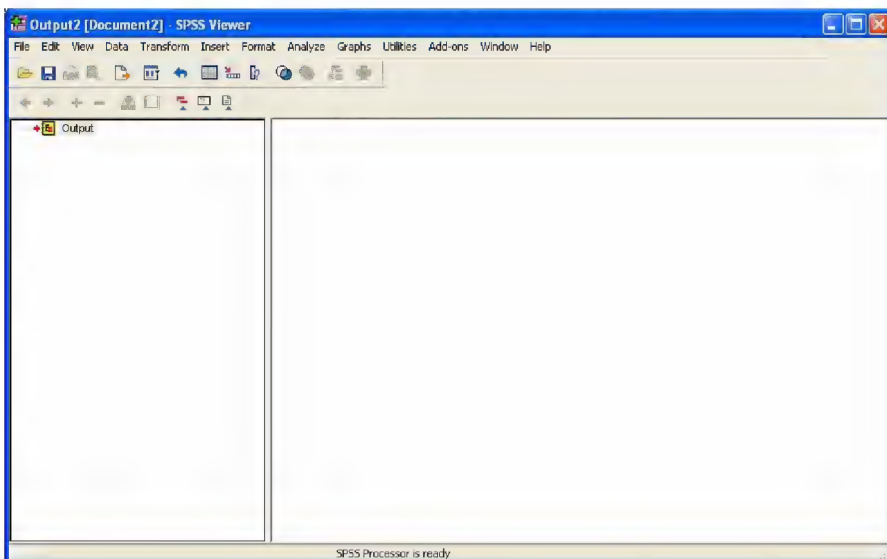 Output2 [Document2] - SPSS Viewer
File Edit View Data Transform Insert Format Analyze Graphs Utilities Add-ons Window Help
Output
SPSS Processor is ready